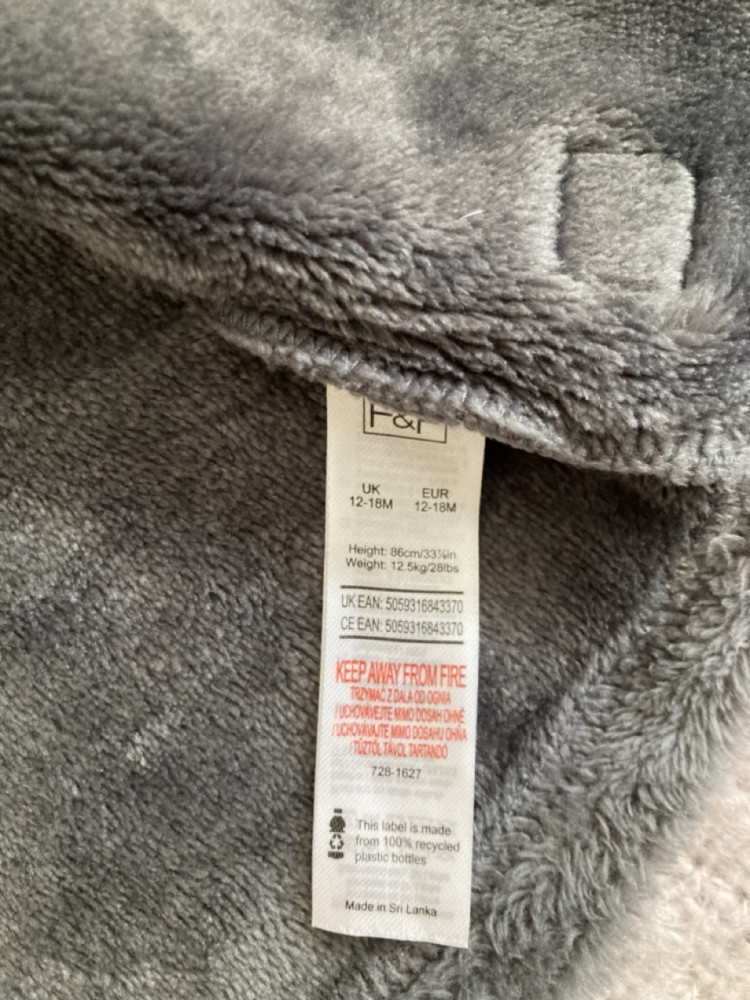 F&F
UK EUR
12-18M 12-18M
Height: 86cm/33⅞in
Weight: 12.5kg/28lbs
UK EAN: 5059316843370
CE EAN: 5059316843370
KEEP AWAY FROM FIRE
TRZYMAĆ Z DALA OD OGNIA
/ UCHOVÁVEJTE MIMO DOSAH OHNĚ
/ UCHOVÁVAJTE MIMO DOSAHU OHŇA
/ TŰZTŐL TÁVOL TARTANDÓ
728-1627
This label is made
from 100% recycled
plastic bottles
Made in Sri Lanka